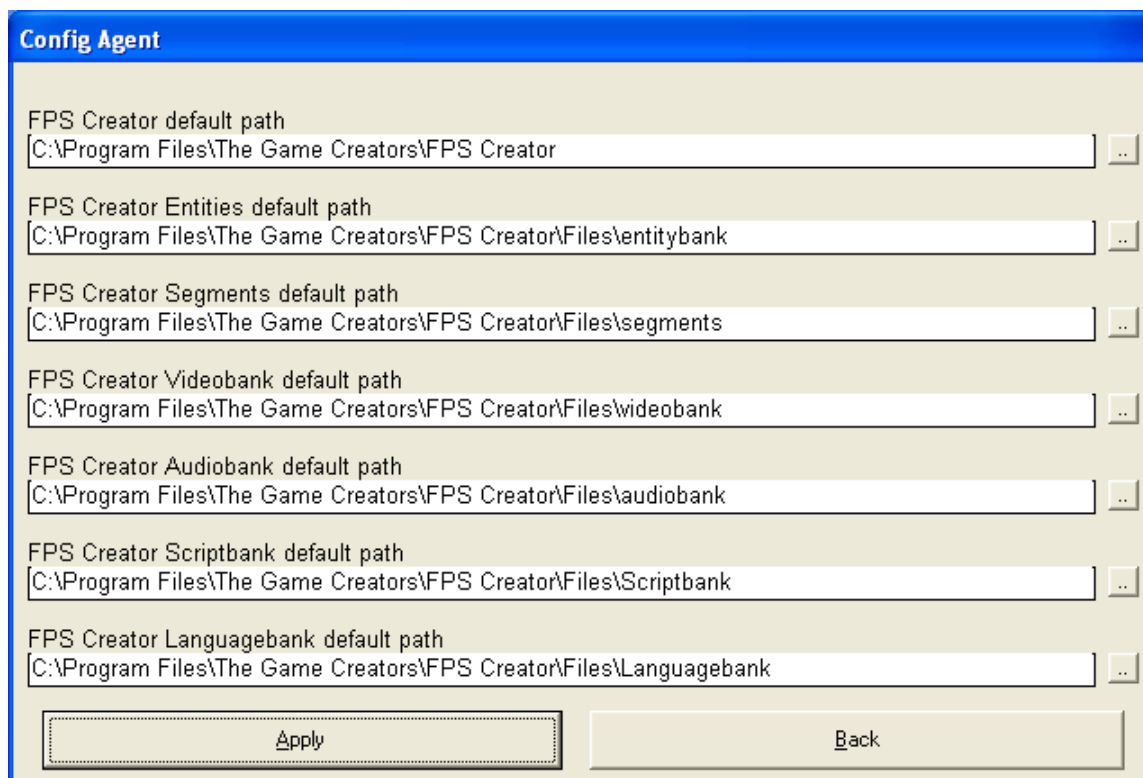 Config Agent
FPS Creator default path
C:\Program Files\The Game Creators\FPS Creator
..
FPS Creator Entities default path
C:\Program Files\The Game Creators\FPS Creator\Files\entitybank
..
FPS Creator Segments default path
C:\Program Files\The Game Creators\FPS Creator\Files\segments
..
FPS Creator Videobank default path
C:\Program Files\The Game Creators\FPS Creator\Files\videobank
..
FPS Creator Audiobank default path
C:\Program Files\The Game Creators\FPS Creator\Files\audiobank
..
FPS Creator Scriptbank default path
C:\Program Files\The Game Creators\FPS Creator\Files\Scriptbank
..
FPS Creator Languagebank default path
C:\Program Files\The Game Creators\FPS Creator\Files\Languagebank
..
Apply
Back